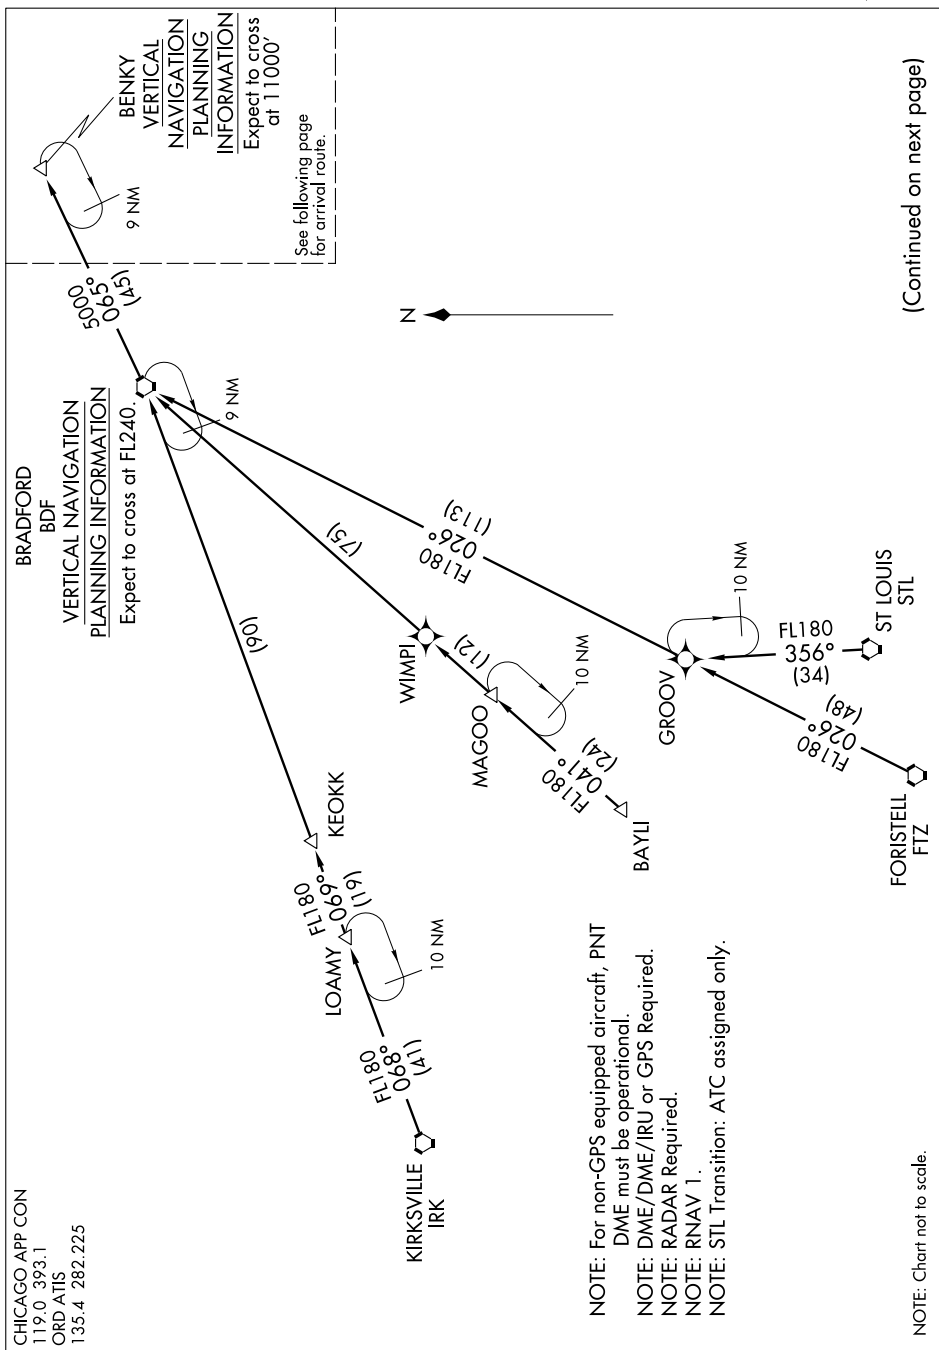 CHICAGO APP CON
119.0 393.1
ORD ATIS
135.4 282.225
BRADFORD
BDF
VERTICAL NAVIGATION
PLANNING INFORMATION
Expect to cross at FL240.
BENKY
VERTICAL
NAVIGATION
PLANNING
INFORMATION
Expect to cross
at 11000'
9 NM
See following page
for arrival route.
5000
065°
(45)
9 NM
N
(90)
(75)
FL180
026°
(113)
KEOKK
FL180
069°
(19)
LOAMY
10 NM
FL180
068°
(41)
KIRKSVILLE
IRK
WIMPI
(12)
MAGOO
10 NM
FL180
041°
(24)
BAYLI
GROOV
10 NM
FL180
356°
(34)
ST LOUIS
STL
FL180
026°
(48)
FORISTELL
FTZ
NOTE: For non-GPS equipped aircraft, PNT
DME must be operational.
NOTE: DME/DME/IRU or GPS Required.
NOTE: RADAR Required.
NOTE: RNAV 1.
NOTE: STL Transition: ATC assigned only.
NOTE: Chart not to scale.
(Continued on next page)